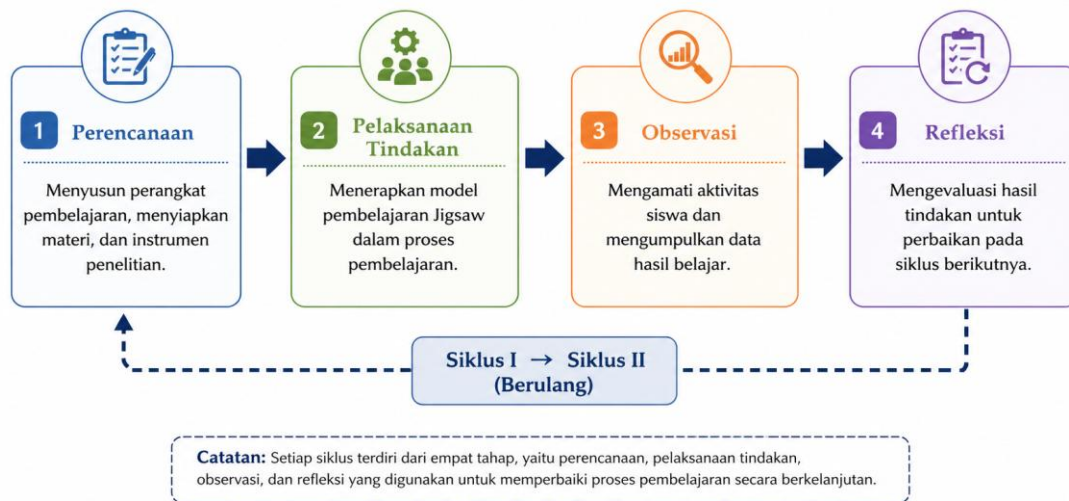 1 Perencanaan
Menyusun perangkat
pembelajaran, menyiapkan
materi, dan instrumen
penelitian.
2 Pelaksanaan
Tindakan
Menerapkan model
pembelajaran Jigsaw
dalam proses
pembelajaran.
3 Observasi
Mengamati aktivitas
siswa dan
mengumpulkan data
hasil belajar.
4 Refleksi
Mengevaluasi hasil
tindakan untuk
perbaikan pada
siklus berikutnya.
Siklus I → Siklus II
(Berulang)
Catatan: Setiap siklus terdiri dari empat tahap, yaitu perencanaan, pelaksanaan tindakan,
observasi, dan refleksi yang digunakan untuk memperbaiki proses pembelajaran secara berkelanjutan.